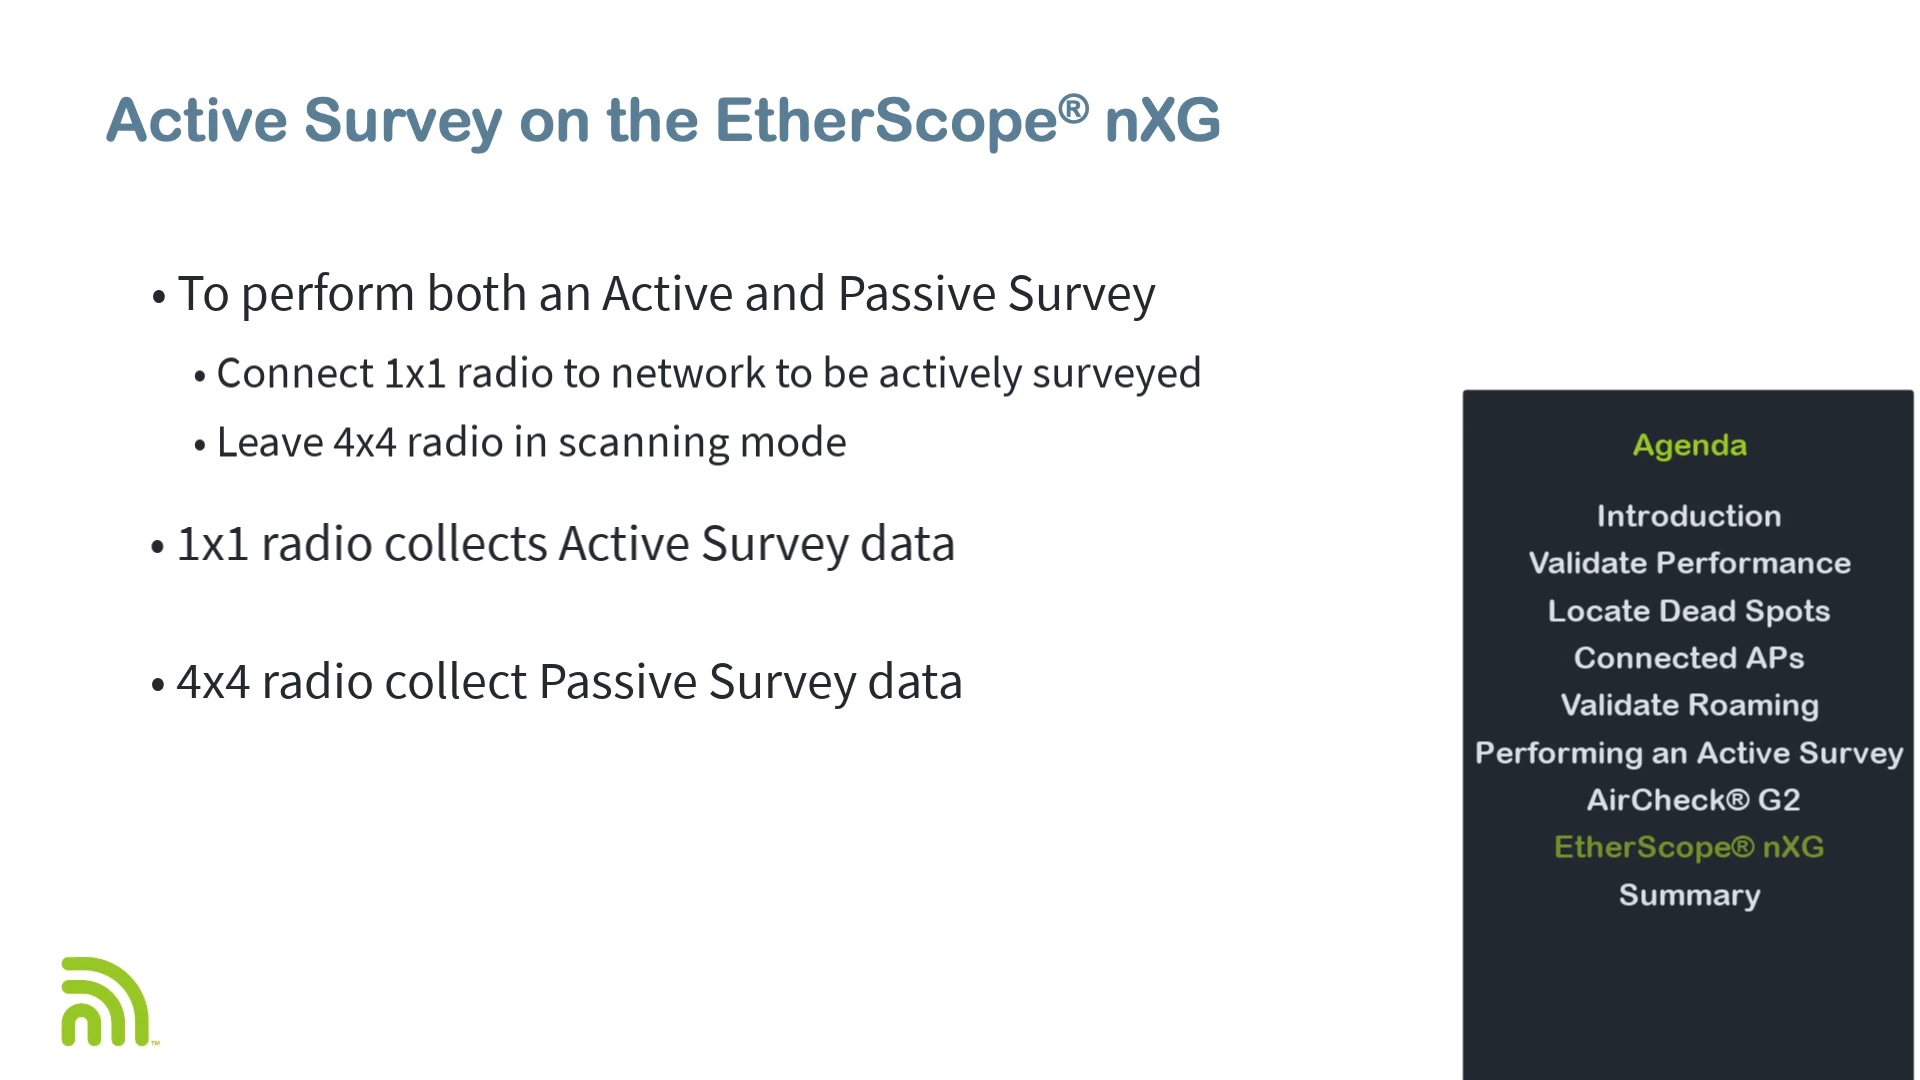 Active Survey on the EtherScope® nXG
• To perform both an Active and Passive Survey
• Connect 1x1 radio to network to be actively surveyed
• Leave 4x4 radio in scanning mode
• 1x1 radio collects Active Survey data
• 4x4 radio collect Passive Survey data
Agenda
Introduction
Validate Performance
Locate Dead Spots
Connected APs
Validate Roaming
Performing an Active Survey
AirCheck® G2
EtherScope® nXG
Summary
™